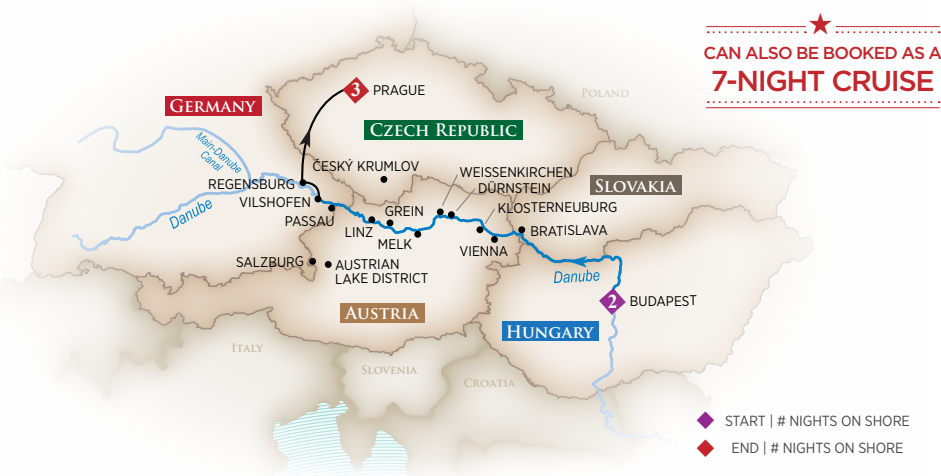 CAN ALSO BE BOOKED AS A
7-NIGHT CRUISE
POLAND
3
PRAGUE
GERMANY
CZECH REPUBLIC
Main-Danube
Canal
ČESKÝ KRUMLOV
WEISSENKIRCHEN
DÜRNSTEIN
SLOVAKIA
REGENSBURG
VILSHOFEN
PASSAU
Danube
LINZ
GREIN
MELK
KLOSTERNEUBURG
VIENNA
BRATISLAVA
SALZBURG
AUSTRIAN
LAKE DISTRICT
Danube
2
BUDAPEST
AUSTRIA
HUNGARY
ITALY
SLOVENIA
CROATIA
START | # NIGHTS ON SHORE
END | # NIGHTS ON SHORE